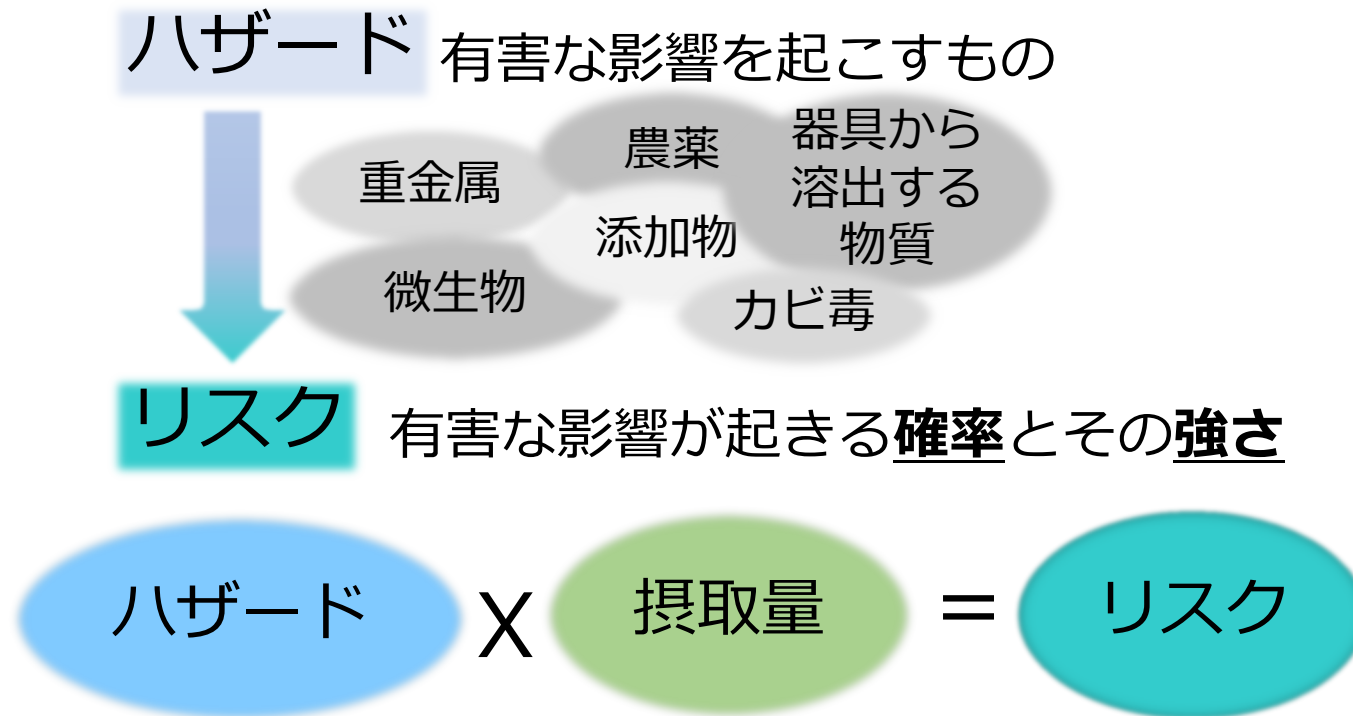 ハザード 有害な影響を起こすもの
重金属
農薬
器具から
溶出する
物質
添加物
微生物
カビ毒
リスク 有害な影響が起きる確率とその強さ
ハザード X 摂取量 = リスク